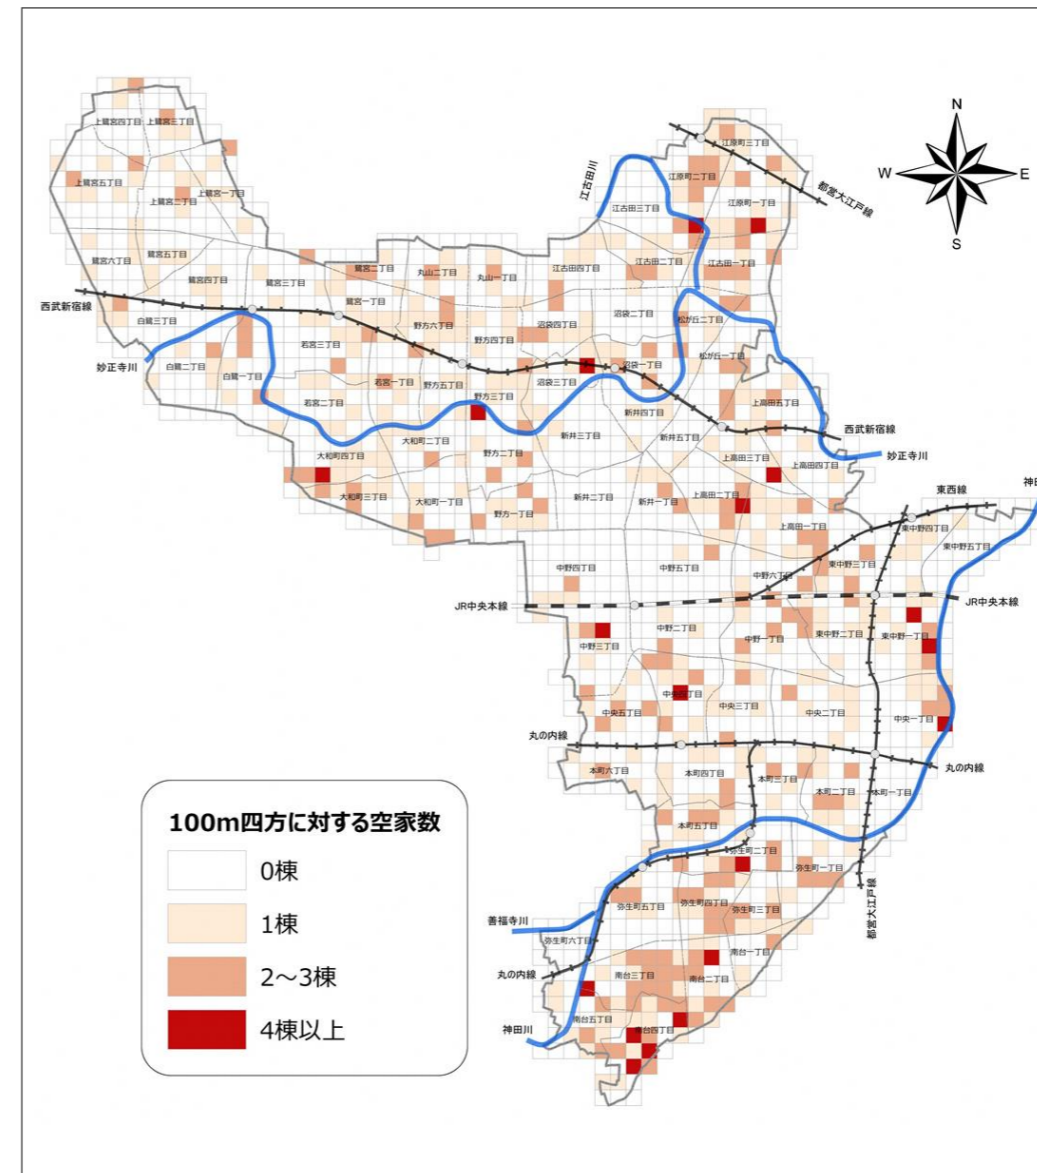 N
W
E
S
上鷺宮四丁目
上鷺宮三丁目
上鷺宮五丁目
上鷺宮一丁目
上鷺宮二丁目
鷺宮六丁目
鷺宮五丁目
鷺宮四丁目
鷺宮三丁目
鷺宮二丁目
鷺宮一丁目
丸山二丁目
丸山一丁目
江古田川
江古田三丁目
江古田四丁目
江古田二丁目
江古田一丁目
江原町三丁目
江原町二丁目
江原町一丁目
都営大江戸線
西武新宿線
白鷺三丁目
白鷺二丁目
白鷺一丁目
妙正寺川
若宮三丁目
若宮一丁目
若宮二丁目
野方六丁目
野方四丁目
野方五丁目
野方三丁目
野方二丁目
野方一丁目
沼袋四丁目
沼袋二丁目
沼袋三丁目
沼袋一丁目
松が丘二丁目
松が丘一丁目
大和町二丁目
大和町四丁目
大和町三丁目
大和町一丁目
新井四丁目
新井三丁目
新井五丁目
新井二丁目
新井一丁目
上高田五丁目
上高田三丁目
上高田四丁目
上高田二丁目
上高田一丁目
西武新宿線
妙正寺川
東西線
神田
東中野四丁目
東中野五丁目
東中野三丁目
中野四丁目
中野五丁目
中野六丁目
JR中央本線
JR中央本線
中野二丁目
中野三丁目
中野一丁目
東中野二丁目
東中野一丁目
中央四丁目
中央五丁目
中央三丁目
中央二丁目
中央一丁目
丸の内線
丸の内線
本町六丁目
本町四丁目
本町三丁目
本町二丁目
本町一丁目
本町五丁目
弥生町二丁目
弥生町一丁目
都営大江戸線
弥生町五丁目
弥生町四丁目
弥生町三丁目
善福寺川
弥生町六丁目
丸の内線
南台一丁目
南台三丁目
南台二丁目
南台五丁目
南台四丁目
神田川
100m四方に対する空家数
0棟
1棟
2～3棟
4棟以上